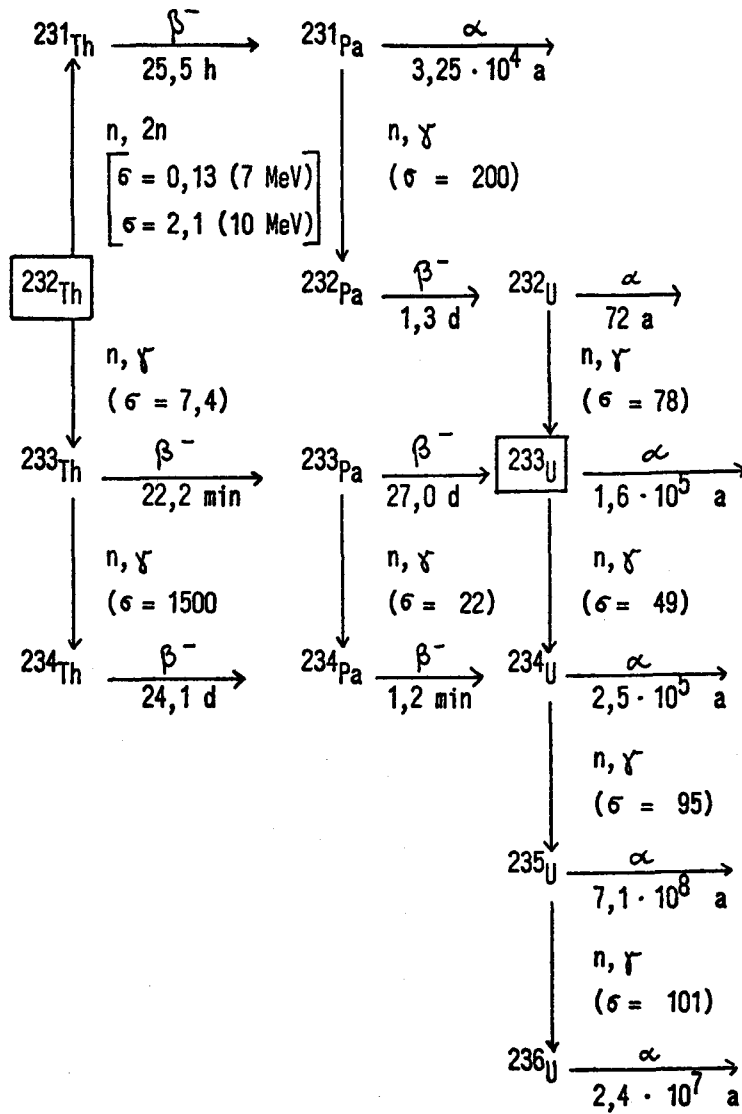 β⁻ β⁻ α
²³¹Th ²³¹Pa
25,5 h 3,25 · 10⁴ a
n, 2n n, γ
[σ = 0,13 (7 MeV)] (σ = 200)
[σ = 2,1 (10 MeV)]
β⁻ α
²³²Th ²³²Pa ²³²U
1,3 d 72 a
n, γ n, γ
(σ = 7,4) (σ = 78)
β⁻ β⁻ α
²³³Th ²³³Pa ²³³U
22,2 min 27,0 d 1,6 · 10⁵ a
n, γ n, γ n, γ
(σ = 1500 (σ = 22) (σ = 49)
β⁻ β⁻ α
²³⁴Th ²³⁴Pa ²³⁴U
24,1 d 1,2 min 2,5 · 10⁵ a
n, γ
(σ = 95)
α
²³⁵U
7,1 · 10⁸ a
n, γ
(σ = 101)
α
²³⁶U
2,4 · 10⁷ a